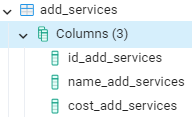 add_services
Columns (3)
id_add_services
name_add_services
cost_add_services